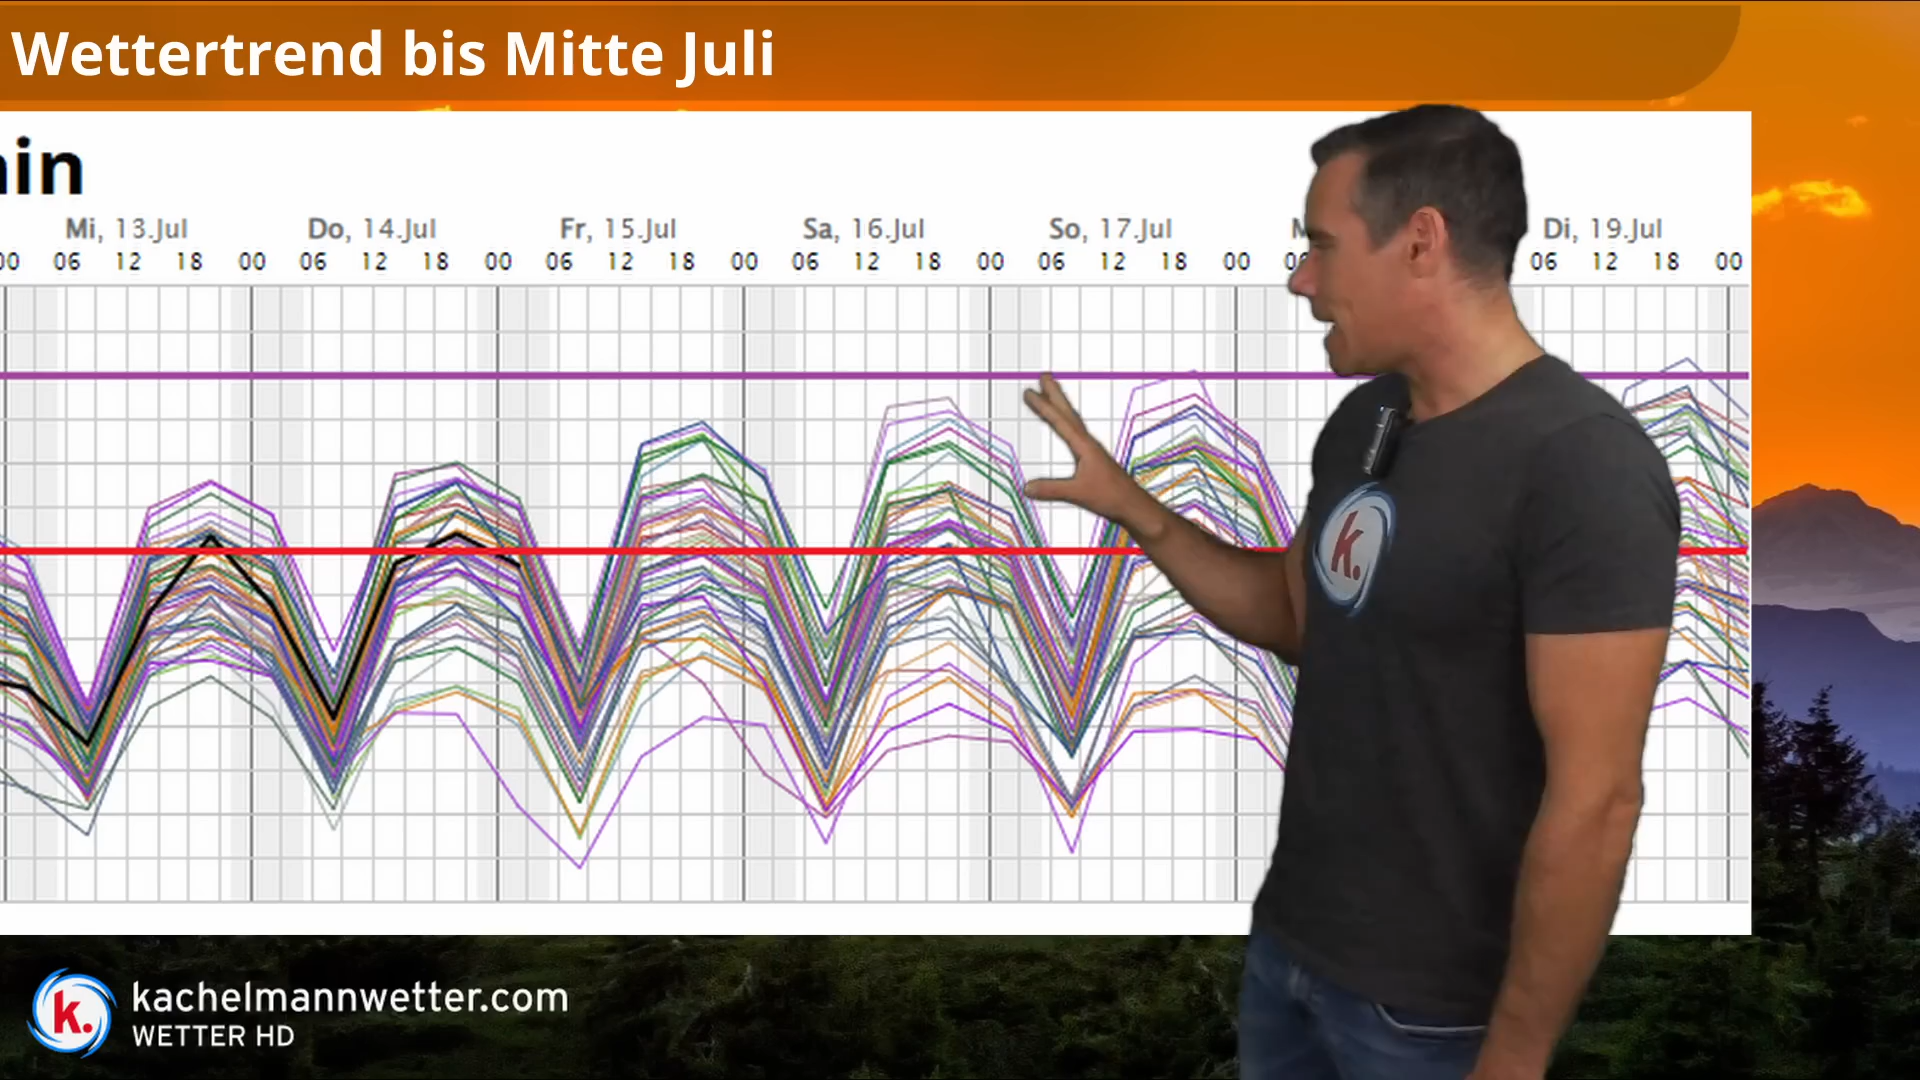 Wettertrend bis Mitte Juli
ain
Mi, 13.Jul Do, 14.Jul Fr, 15.Jul Sa, 16.Jul So, 17.Jul M Di, 19.Jul
00 06 12 18 00 06 12 18 00 06 12 18 00 06 12 18 00 06 12 18 00 06 06 12 18 00
k.
k.
kachelmannwetter.com
WETTER HD